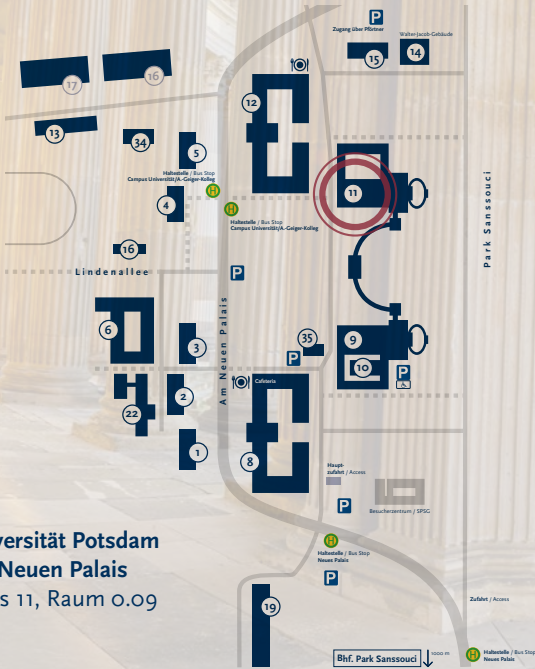 P
Zugang über Pförtner
Walter-Jacob-Gebäude
15
14
17
16
12
13
34
5
Haltestelle / Bus Stop
Campus Universität/A.-Geiger-Kolleg
H
4
H
Haltestelle / Bus Stop
Campus Universität/A.-Geiger-Kolleg
11
Park Sanssouci
16
Lindenallee
P
Am Neuen Palais
6
3
35
P
9
10
P
2
22
Cafeteria
1
8
Haupt-
zufahrt / Access
P
Besucherzentrum / SPSG
H
Haltestelle / Bus Stop
Neues Palais
P
versität Potsdam
Neuen Palais
s 11, Raum 0.09
19
Zufahrt / Access
Bhf. Park Sanssouci
1000 m
H
Haltestelle / Bus Stop
Neues Palais